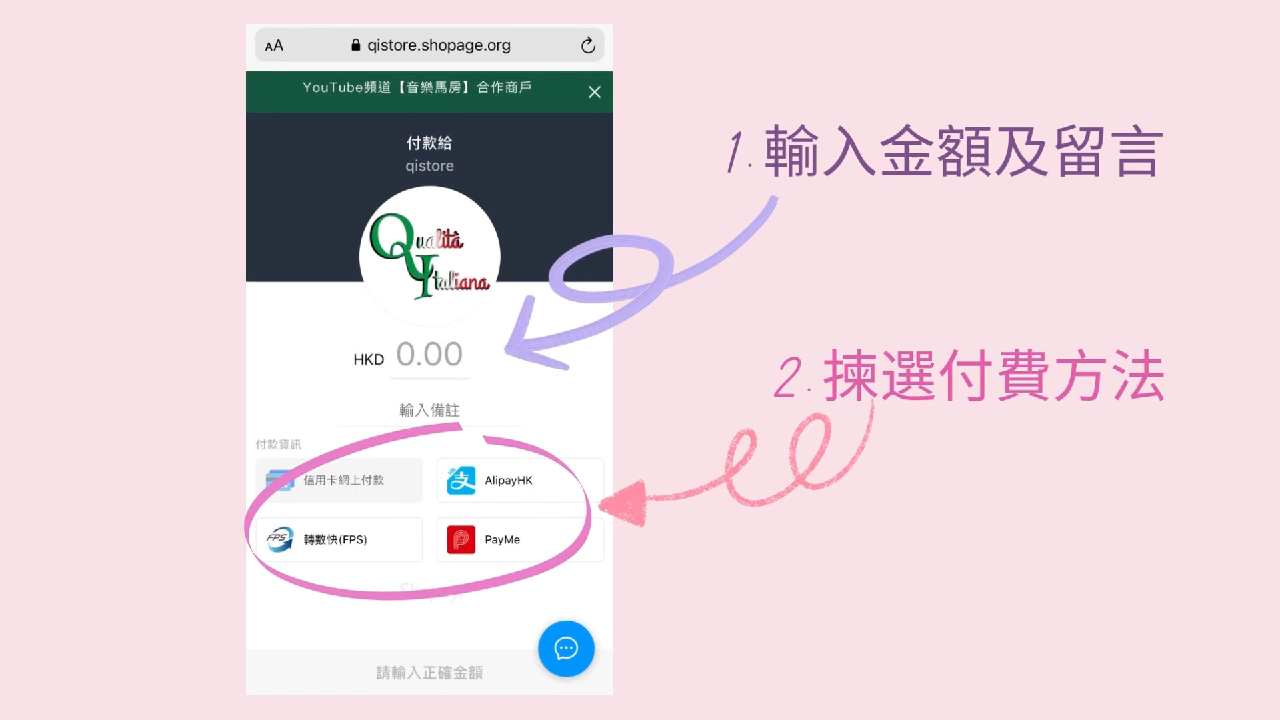 AA qistore.shopage.org
YouTube頻道【音樂馬房】合作商戶
付款給
qistore
Qualità
Italiana
HKD 0.00
輸入備註
付款資訊
信用卡網上付款
AlipayHK
轉數快(FPS)
PayMe
請輸入正確金額
1.輸入金額及留言
2.揀選付費方法